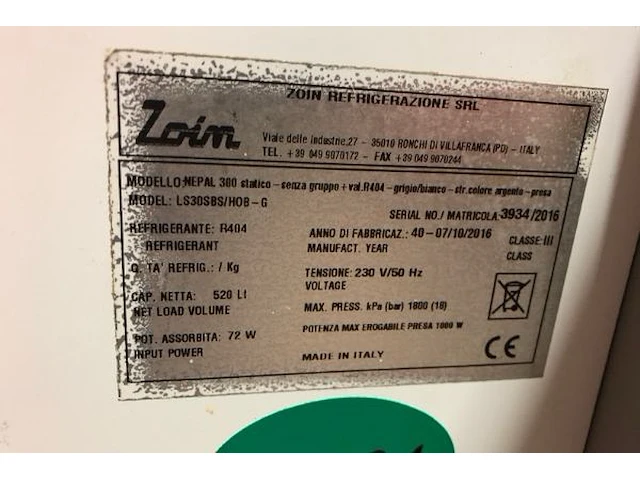 ZOIN REFRIGERAZIONE SRL
Zoin
Viale delle Industrie,27 - 35010 RONCHI DI VILLAFRANCA (PD) - ITALY
TEL. +39 049 9070172 - FAX +39 049 9070244
MODELLO:NEPAL 300 statico-senza gruppo+val.R404-grigio/bianco-str.colore argento-presa
MODEL: LS30SBS/HOB-G
SERIAL NO./ MATRICOLA:3934/2016
REFRIGERANTE: R404
REFRIGERANT
ANNO DI FABBRICAZ.: 40-07/10/2016
MANUFACT. YEAR
CLASSE:III
CLASS
Q. TA' REFRIG.: / Kg
TENSIONE: 230 V/50 Hz
VOLTAGE
CAP. NETTA: 520 Lt
NET LOAD VOLUME
MAX. PRESS. kPa (bar) 1800 (18)
POT. ASSORBITA: 72 W
INPUT POWER
POTENZA MAX EROGABILE PRESA 1000 W
MADE IN ITALY
CE